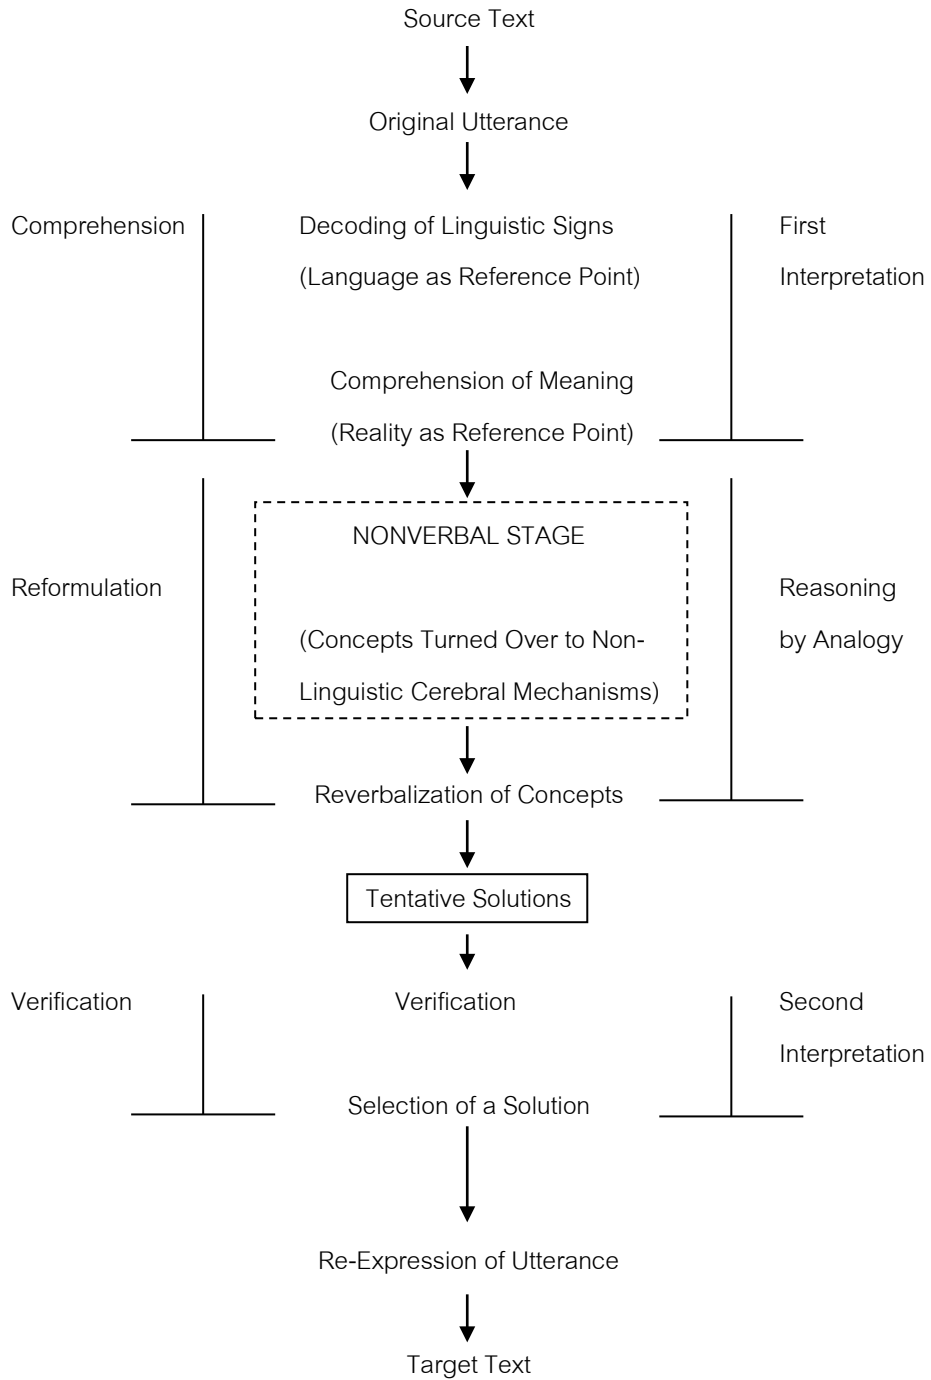 Source Text
Original Utterance
Comprehension
Decoding of Linguistic Signs
First
(Language as Reference Point)
Interpretation
Comprehension of Meaning
(Reality as Reference Point)
NONVERBAL STAGE
Reformulation
Reasoning
(Concepts Turned Over to Non-
by Analogy
Linguistic Cerebral Mechanisms)
Reverbalization of Concepts
Tentative Solutions
Verification
Verification
Second
Interpretation
Selection of a Solution
Re-Expression of Utterance
Target Text